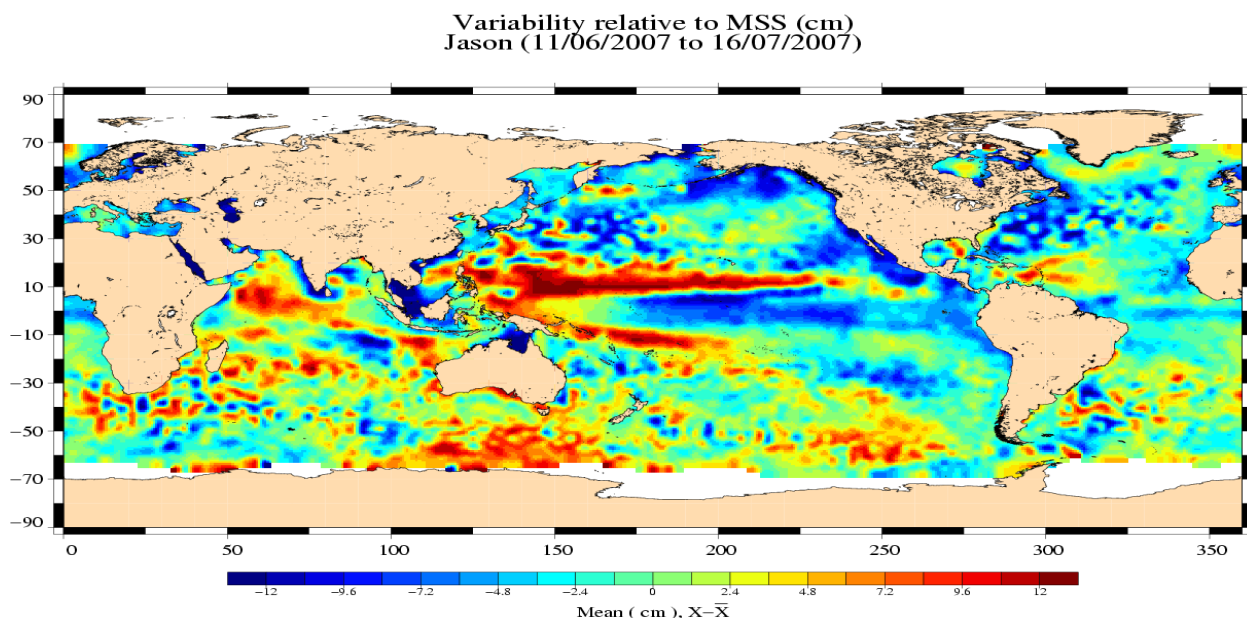 Variability relative to MSS (cm)
Jason (11/06/2007 to 16/07/2007)
90
70
50
30
10
−10
−30
−50
−70
−90
0 50 100 150 200 250 300 350
−12 −9.6 −7.2 −4.8 −2.4 0 2.4 4.8 7.2 9.6 12
Mean ( cm ), X−X̅